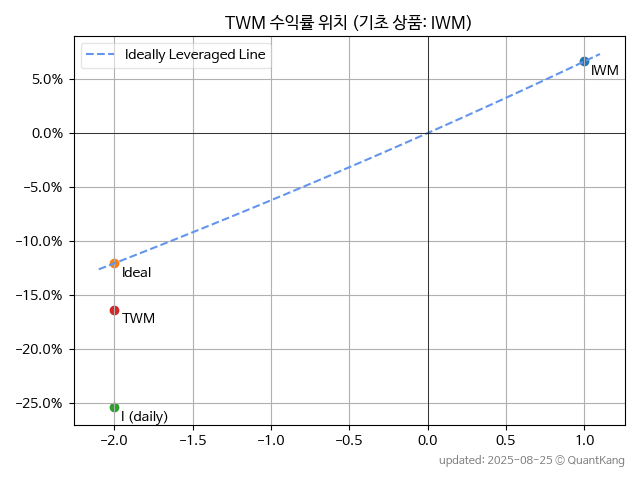 TWM 수익률 위치 (기초 상품: IWM)
Ideally Leveraged Line
5.0%
0.0%
−5.0%
−10.0%
−15.0%
−20.0%
−25.0%
IWM
Ideal
TWM
I (daily)
−2.0 −1.5 −1.0 −0.5 0.0 0.5 1.0
updated: 2025-08-25 © QuantKang